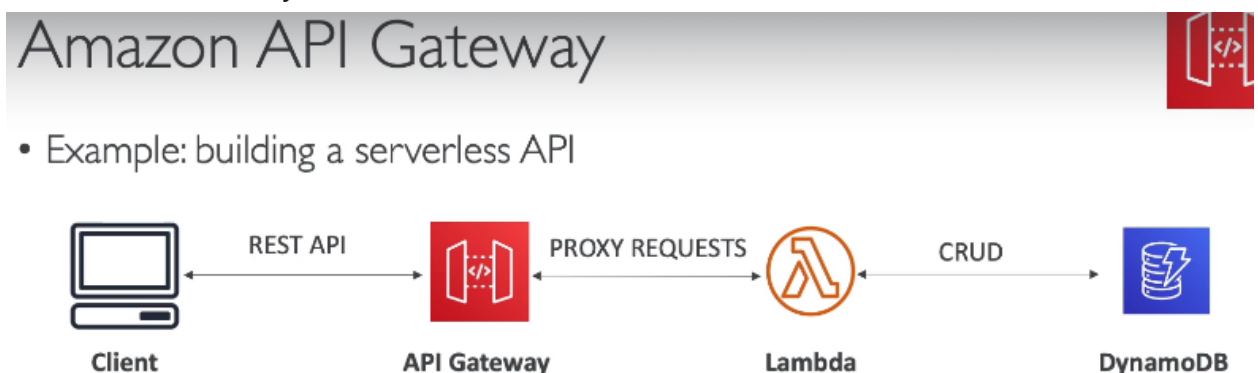 Amazon API Gateway
• Example: building a serverless API
REST API PROXY REQUESTS CRUD
Client API Gateway Lambda DynamoDB